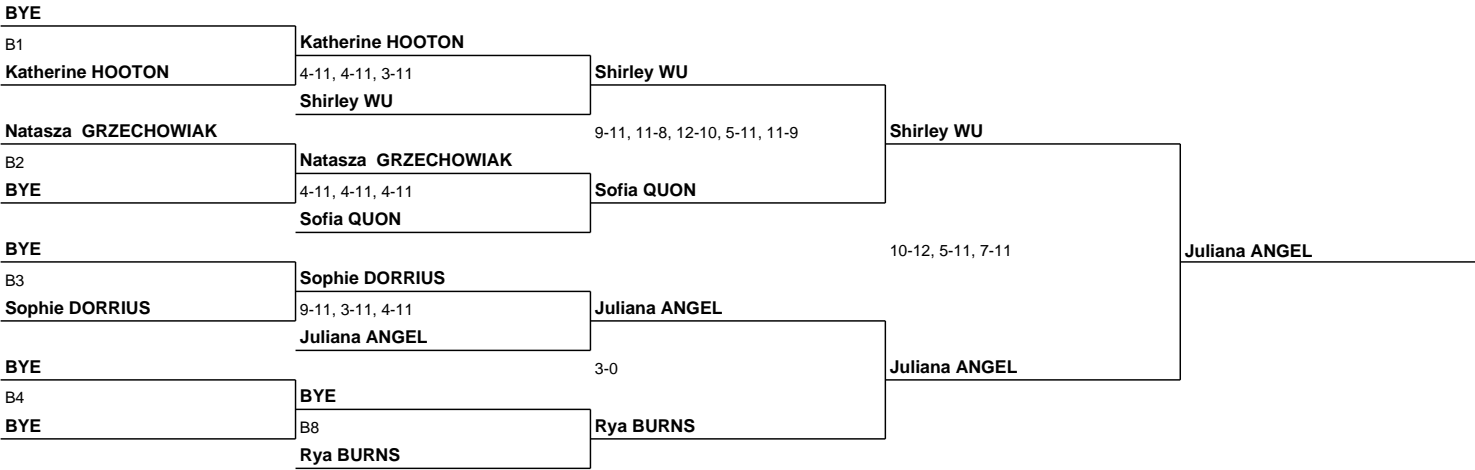 BYE
B1
Katherine HOOTON
Katherine HOOTON
4-11, 4-11, 3-11
Shirley WU
Shirley WU
Natasza  GRZECHOWIAK
B2
BYE
Natasza  GRZECHOWIAK
4-11, 4-11, 4-11
Sofia QUON
9-11, 11-8, 12-10, 5-11, 11-9
Sofia QUON
Shirley WU
BYE
B3
Sophie DORRIUS
Sophie DORRIUS
9-11, 3-11, 4-11
Juliana ANGEL
Juliana ANGEL
10-12, 5-11, 7-11
Juliana ANGEL
BYE
B4
BYE
BYE
B8
Rya BURNS
3-0
Rya BURNS
Juliana ANGEL